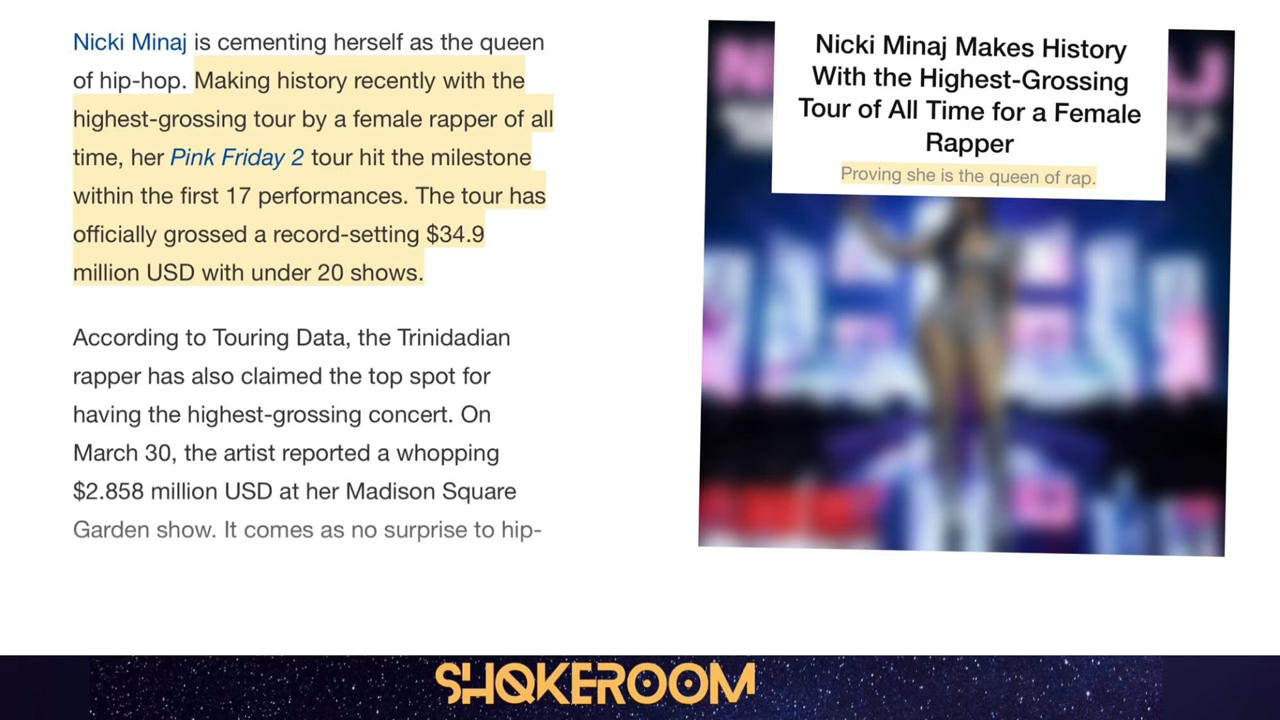 Nicki Minaj is cementing herself as the queen
of hip-hop. Making history recently with the
highest-grossing tour by a female rapper of all
time, her Pink Friday 2 tour hit the milestone
within the first 17 performances. The tour has
officially grossed a record-setting $34.9
million USD with under 20 shows.
According to Touring Data, the Trinidadian
rapper has also claimed the top spot for
having the highest-grossing concert. On
March 30, the artist reported a whopping
$2.858 million USD at her Madison Square
Garden show. It comes as no surprise to hip-
Nicki Minaj Makes History
With the Highest-Grossing
Tour of All Time for a Female
Rapper
Proving she is the queen of rap.
SHOKEROOM